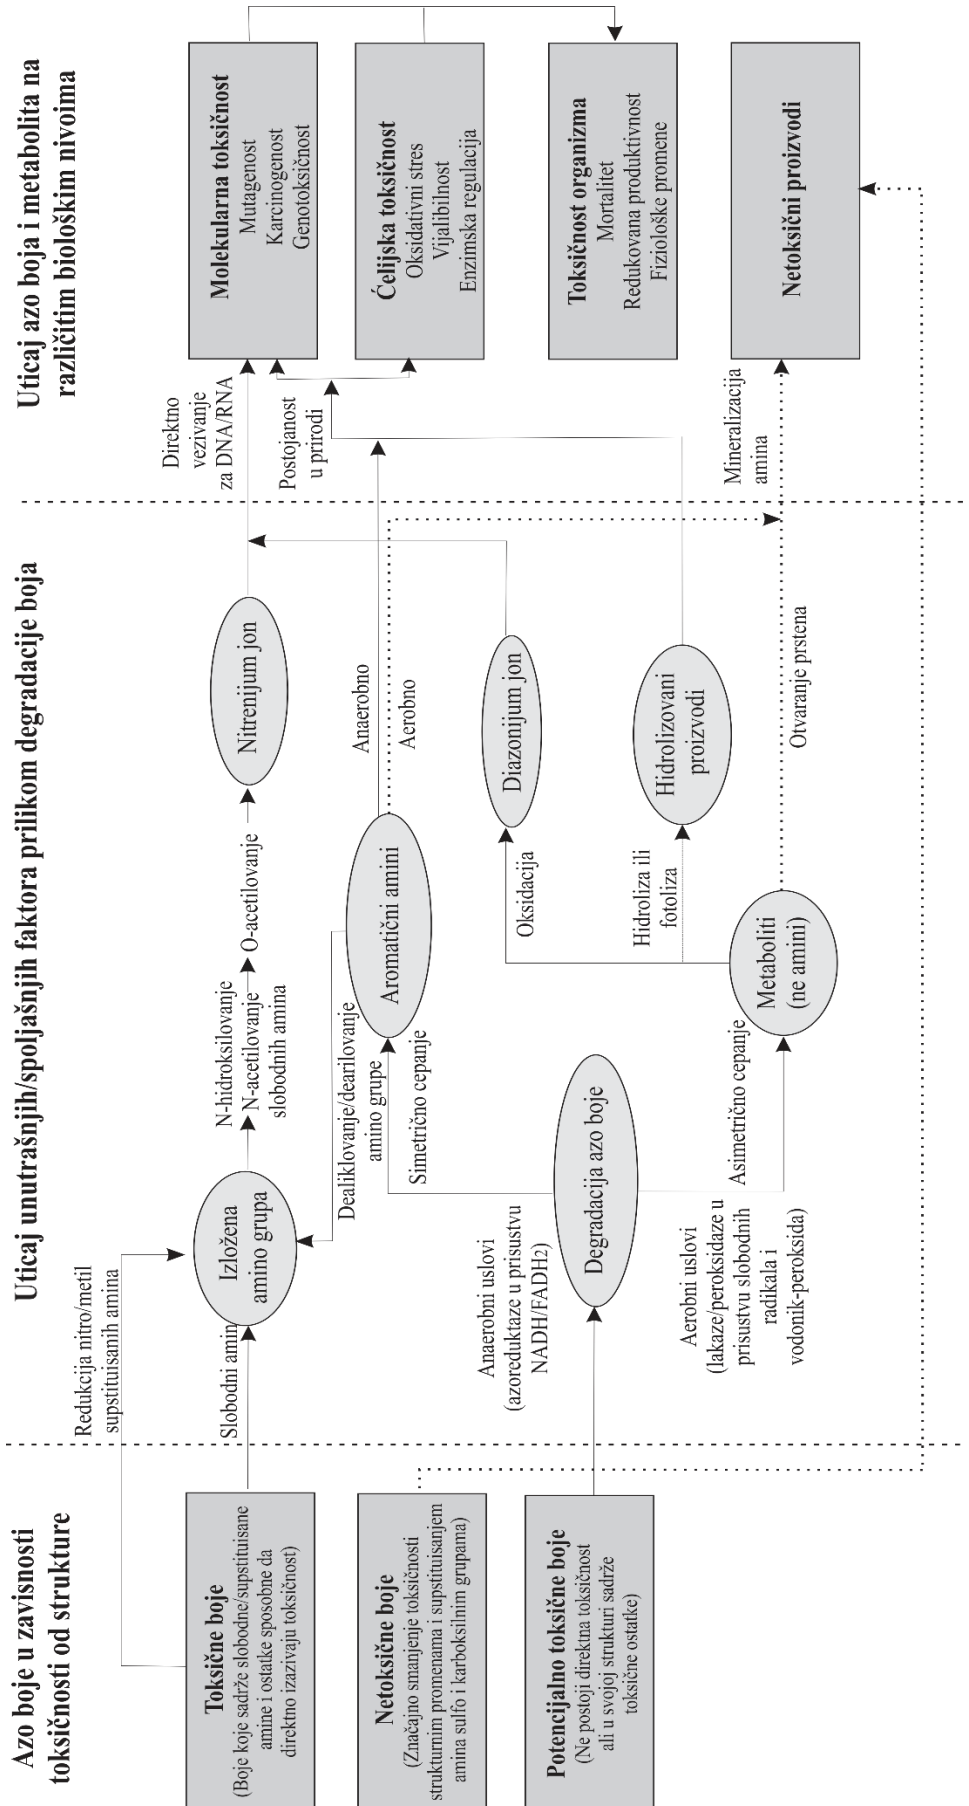 Azo boje u zavisnosti
toksičnosti od strukture
Toksične boje
(Boje koje sadrže slobodne/supstituisane
amine i ostatke sposobne da
direktno izazivaju toksičnost)
Netoksične boje
(Značajno smanjenje toksičnosti
strukturnim promenama i supstituisanjem
amina sulfo i karboksilnim grupama)
Potencijalno toksične boje
(Ne postoji direktna toksičnost
ali u svojoj strukturi sadrže
toksične ostatke)
Uticaj unutrašnjih/spoljašnjih faktora prilikom degradacije boja
Redukcija nitro/metil
supstituisanih amina
Slobodni amin
Izložena
amino grupa
N-hidroksilovanje
N-acetilovanje
slobodnih amina
O-acetilovanje
Nitrenijum jon
Dealiklovanje/dearilovanje
amino grupe
Simetrično cepanje
Aromatični amini
Anaerobno
Aerobno
Anaerobni uslovi
(azoreduktaze u prisustvu
NADH/FADH2)
Degradacija azo boje
Aerobni uslovi
(lakaze/peroksidaze u
prisustvu slobodnih
radikala i
vodonik-peroksida)
Asimetrično cepanje
Metaboliti
(ne amini)
Oksidacija
Diazonijum jon
Hidroliza ili
fotoliza
Hidrolizovani
proizvodi
Otvaranje prstena
Uticaj azo boja i metabolita na
različitim biološkim nivoima
Direktno
vezivanje
za DNA/RNA
Postojanost
u prirodi
Mineralizacija
amina
Molekularna toksičnost
Mutagenost
Karcinogenost
Genotoksičnost
Ćelijska toksičnost
Oksidativni stres
Vijalibilnost
Enzimska regulacija
Toksičnost organizma
Mortalitet
Redukovana produktivnost
Fiziološke promene
Netoksični proizvodi